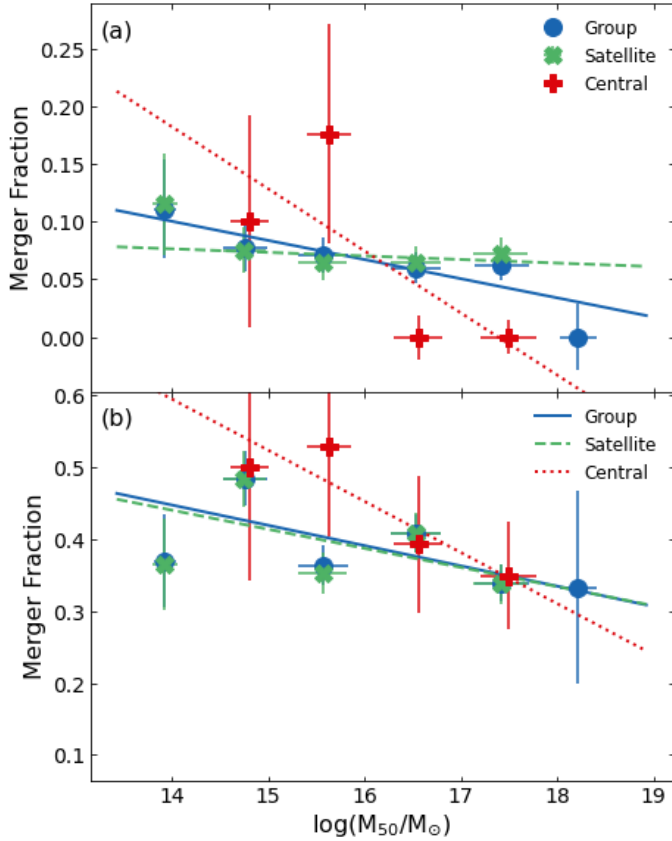 (a)
Group
Satellite
Central
0.25
0.20
0.15
0.10
0.05
0.00
Merger Fraction
(b)
Group
Satellite
Central
0.6
0.5
0.4
0.3
0.2
0.1
Merger Fraction
14 15 16 17 18 19
log(M₅₀/M☉)